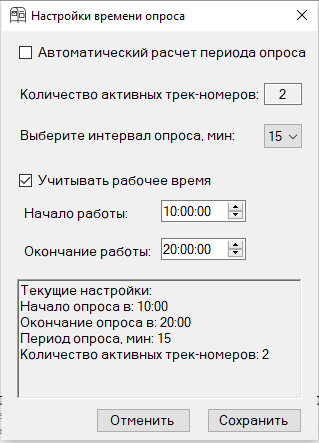 Настройки времени опроса
Автоматический расчет периода опроса
Количество активных трек-номеров: 2
Выберите интервал опроса, мин: 15
Учитывать рабочее время
Начало работы: 10:00:00
Окончание работы: 20:00:00
Текущие настройки:
Начало опроса в: 10:00
Окончание опроса в: 20:00
Период опроса, мин: 15
Количество активных трек-номеров: 2
Отменить Сохранить